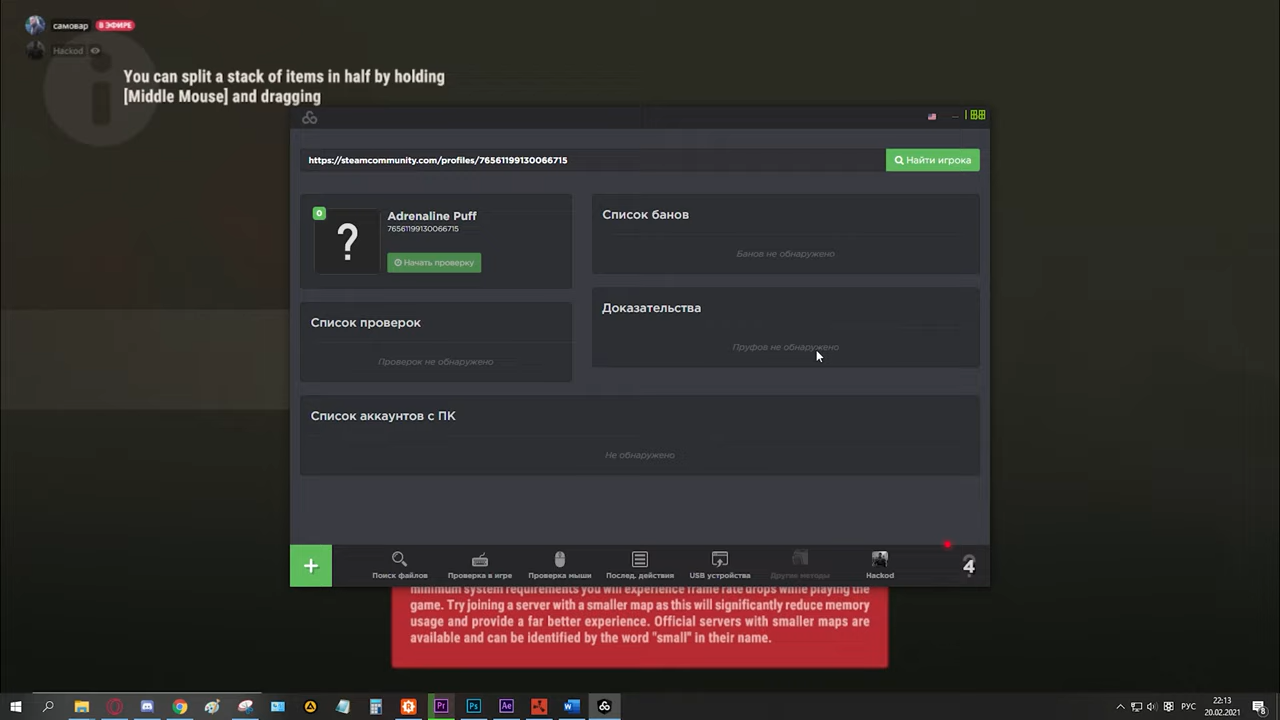 самовар В ЭФИРЕ
Hackod
You can split a stack of items in half by holding
[Middle Mouse] and dragging
https://steamcommunity.com/profiles/76561199130066715
Найти игрока
0
?
Adrenaline Puff
76561199130066715
Начать проверку
Список банов
Банов не обнаружено
Доказательства
Пруфов не обнаружено
Список проверок
Проверок не обнаружено
Список аккаунтов с ПК
Не обнаружено
+
Поиск файлов
Проверка в игре
Проверка мыши
Послед. действия
USB устройства
Другие методы
Hackod
4
minimum system requirements you will experience frame rate drops while playing the
game. Try joining a server with a smaller map as this will significantly reduce memory
usage and provide a far better experience. Official servers with smaller maps are
available and can be identified by the word "small" in their name.
Pr
Ps
Ae
РУС
22:13
20.02.2021